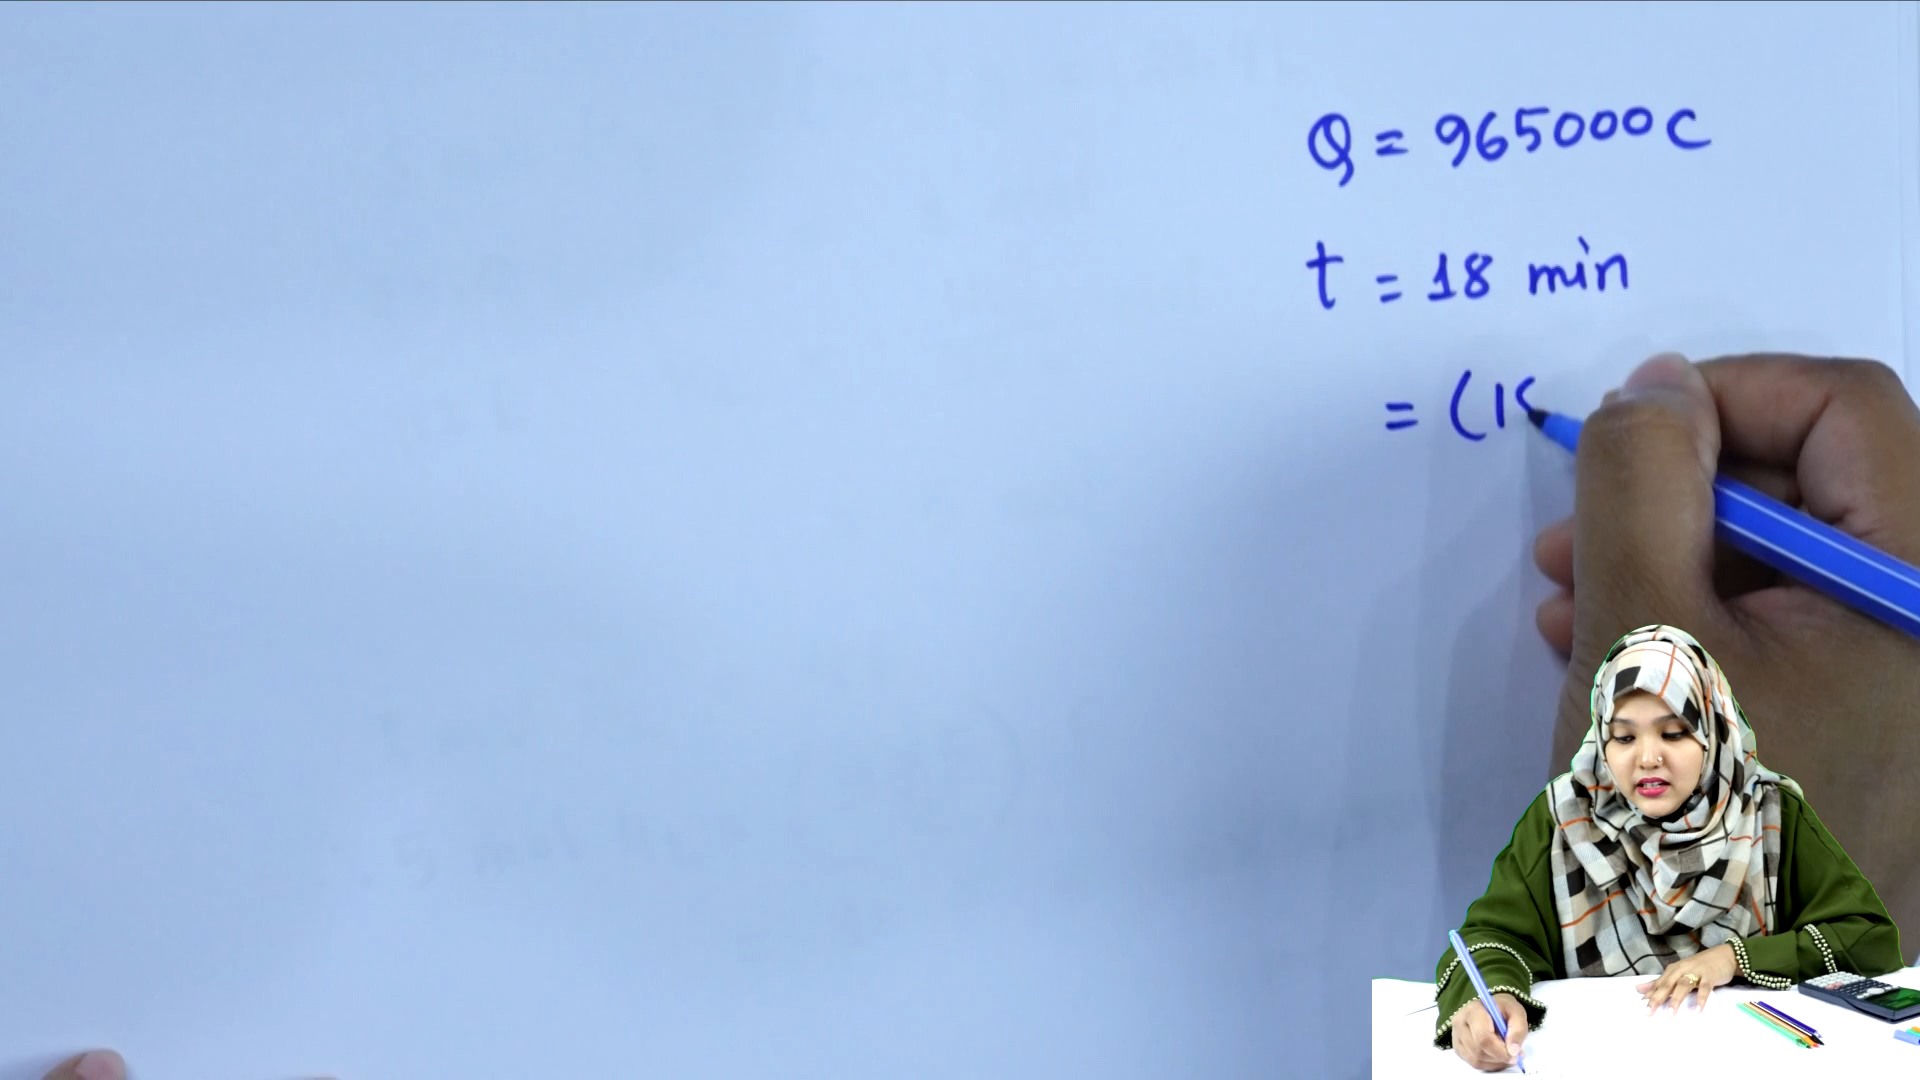 Q = 965000C
t = 18 min
= (1